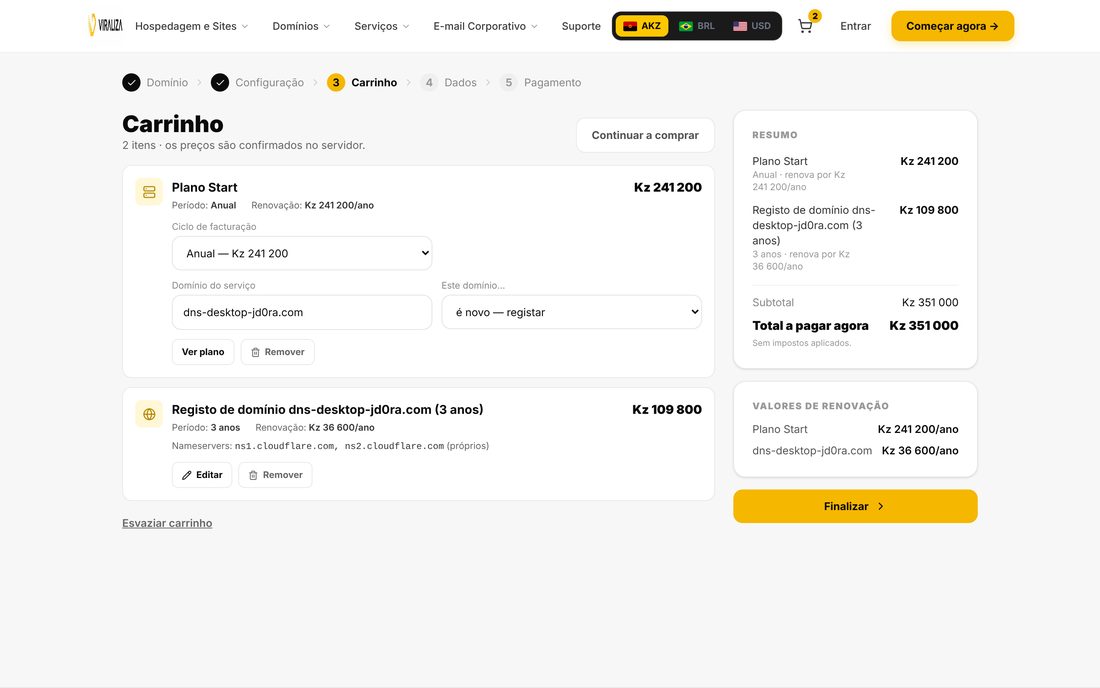 VIRALIZA Hospedagem e Sites Domínios Serviços E-mail Corporativo Suporte AKZ BRL USD 2 Entrar Começar agora →
Domínio Configuração 3 Carrinho 4 Dados 5 Pagamento
Carrinho
2 itens · os preços são confirmados no servidor.
Continuar a comprar
Plano Start Kz 241 200
Período: Anual Renovação: Kz 241 200/ano
Ciclo de facturação
Anual — Kz 241 200
Domínio do serviço Este domínio...
dns-desktop-jd0ra.com é novo — registar
Ver plano Remover
Registo de domínio dns-desktop-jd0ra.com (3 anos) Kz 109 800
Período: 3 anos Renovação: Kz 36 600/ano
Nameservers: ns1.cloudflare.com, ns2.cloudflare.com (próprios)
Editar Remover
Esvaziar carrinho
RESUMO
Plano Start Kz 241 200
Anual · renova por Kz
241 200/ano
Registo de domínio dns- Kz 109 800
desktop-jd0ra.com (3
anos)
3 anos · renova por Kz
36 600/ano
Subtotal Kz 351 000
Total a pagar agora Kz 351 000
Sem impostos aplicados.
VALORES DE RENOVAÇÃO
Plano Start Kz 241 200/ano
dns-desktop-jd0ra.com Kz 36 600/ano
Finalizar